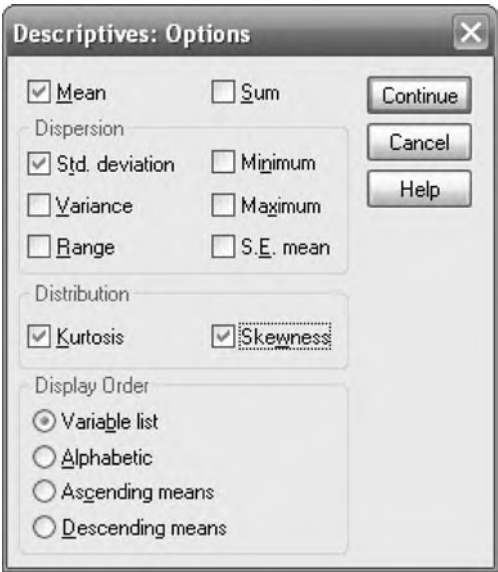 Descriptives: Options
Mean Sum Continue
Dispersion Cancel
Std. deviation Minimum Help
Variance Maximum
Range S.E. mean
Distribution
Kurtosis Skewness
Display Order
Variable list
Alphabetic
Ascending means
Descending means